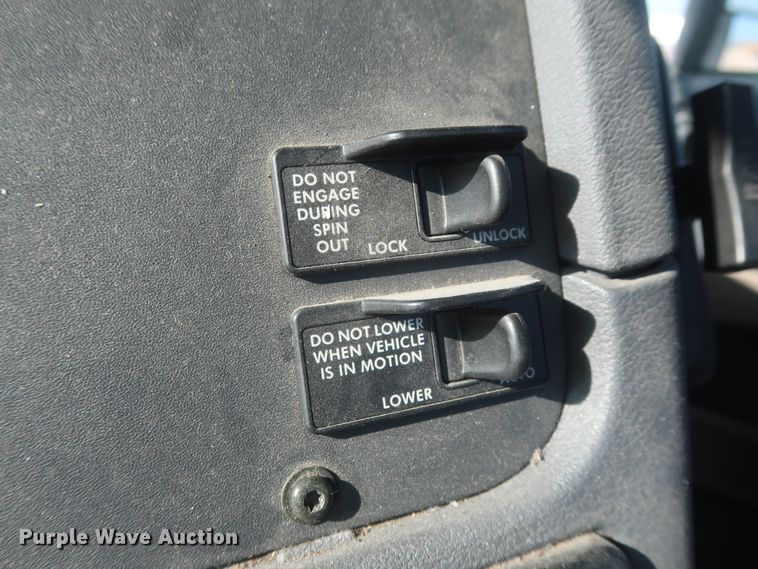 DO NOT
ENGAGE
DURING
SPIN
OUT
LOCK
UNLOCK
DO NOT LOWER
WHEN VEHICLE
IS IN MOTION
LOWER
AUTO
Purple Wave Auction